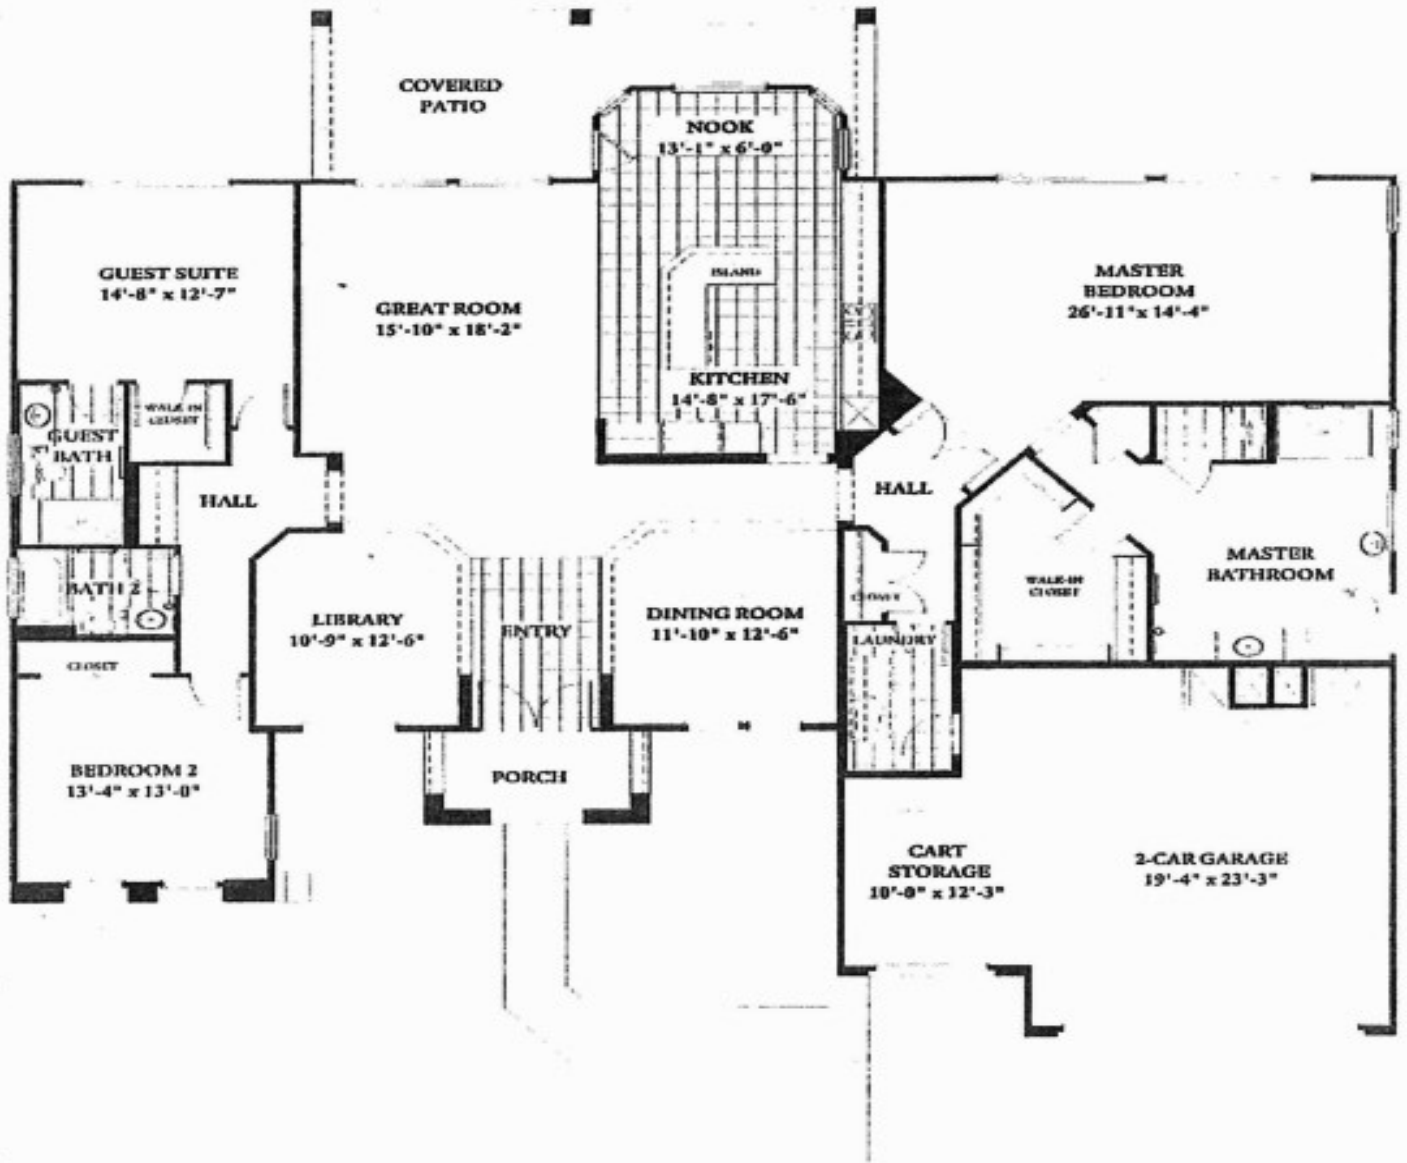 COVERED
PATIO
NOOK
13'-1" x 6'-0"
GUEST SUITE
14'-8" x 12'-7"
GREAT ROOM
15'-10" x 18'-2"
ISLAND
KITCHEN
14'-8" x 17'-6"
MASTER
BEDROOM
26'-11" x 14'-4"
WALK-IN
CLOSET
GUEST
BATH
HALL
HALL
BATH 2
LIBRARY
10'-9" x 12'-6"
ENTRY
DINING ROOM
11'-10" x 12'-6"
CLOSET
LAUNDRY
WALK-IN
CLOSET
MASTER
BATHROOM
CLOSET
BEDROOM 2
13'-4" x 13'-0"
PORCH
CART
STORAGE
10'-0" x 12'-3"
2-CAR GARAGE
19'-4" x 23'-3"